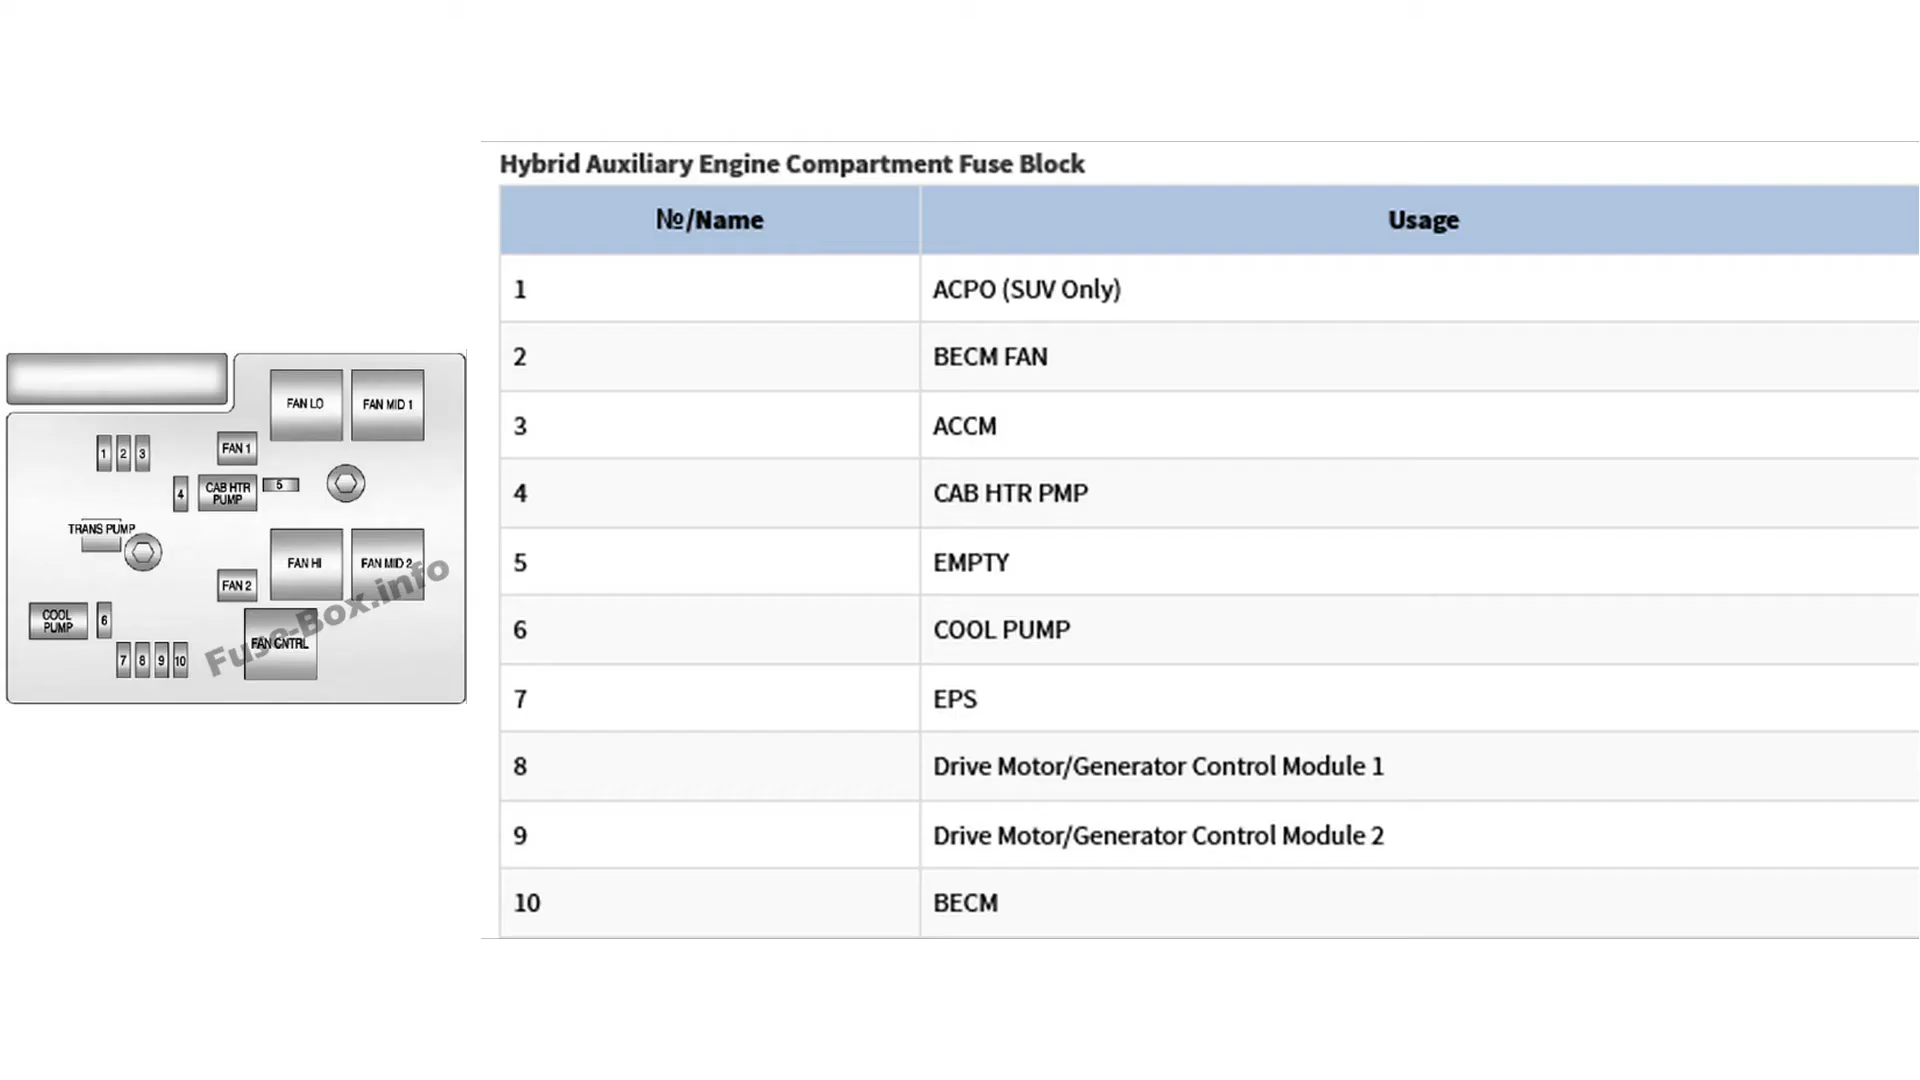 Hybrid Auxiliary Engine Compartment Fuse Block
№/Name Usage
1 ACPO (SUV Only)
2 BECM FAN
3 ACCM
4 CAB HTR PMP
5 EMPTY
6 COOL PUMP
7 EPS
8 Drive Motor/Generator Control Module 1
9 Drive Motor/Generator Control Module 2
10 BECM
FAN LO
FAN MID 1
1 2 3
FAN 1
4
CAB HTR
PUMP
5
TRANS PUMP
FAN HI
FAN MID 2
FAN 2
COOL
PUMP
6
FAN CNTRL
7 8 9 10
Fuse-Box.info